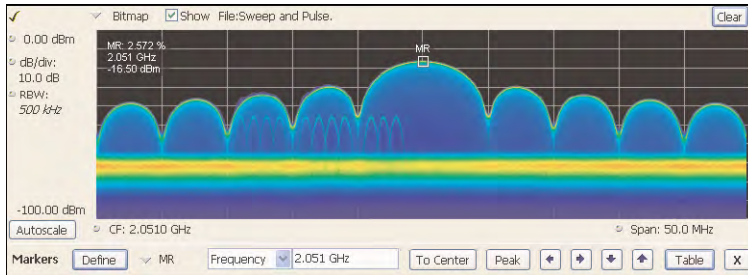 Bitmap Show File:Sweep and Pulse. Clear
0.00 dBm
dB/div:
10.0 dB
RBW:
500 kHz
MR: 2.572 %
2.051 GHz
-16.50 dBm
MR
-100.00 dBm
Autoscale CF: 2.0510 GHz Span: 50.0 MHz
Markers Define MR Frequency 2.051 GHz To Center Peak Table X